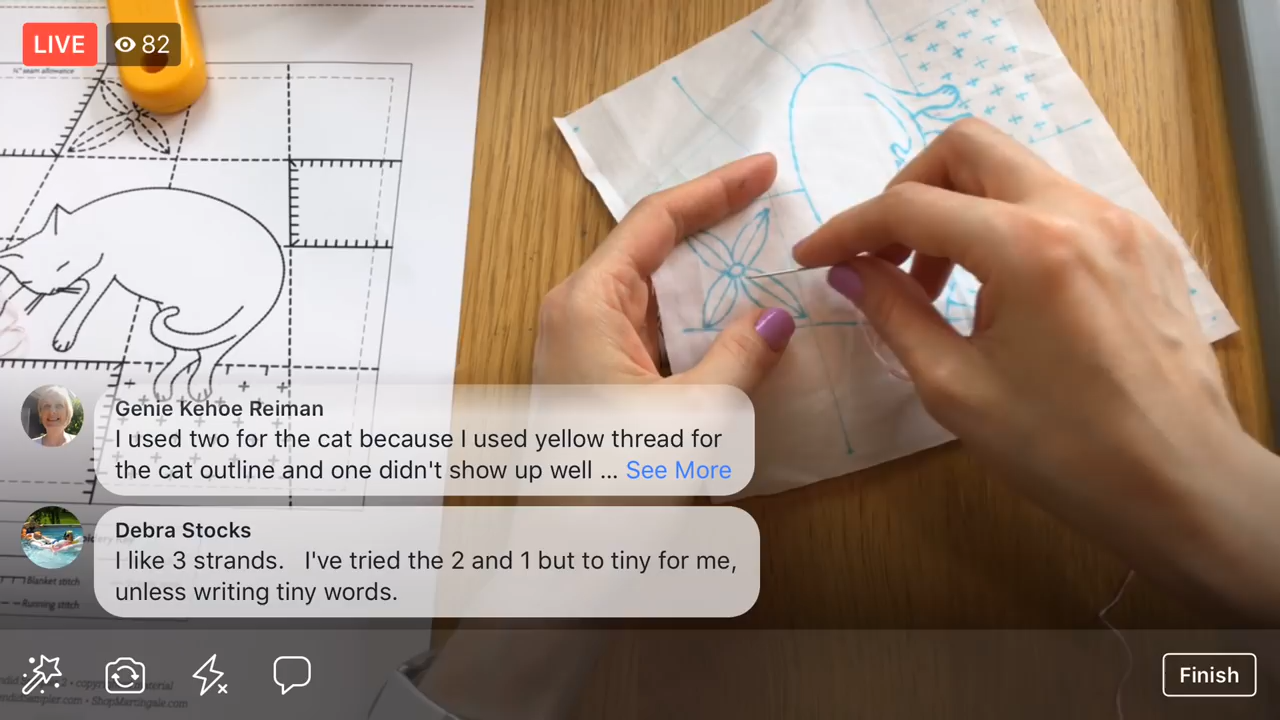 LIVE 82
¼" seam allowance
Genie Kehoe Reiman
I used two for the cat because I used yellow thread for
the cat outline and one didn't show up well ... See More
Debra Stocks
I like 3 strands. I've tried the 2 and 1 but to tiny for me,
unless writing tiny words.
Blanket stitch
Running stitch
ShopMartingale.com
Finish